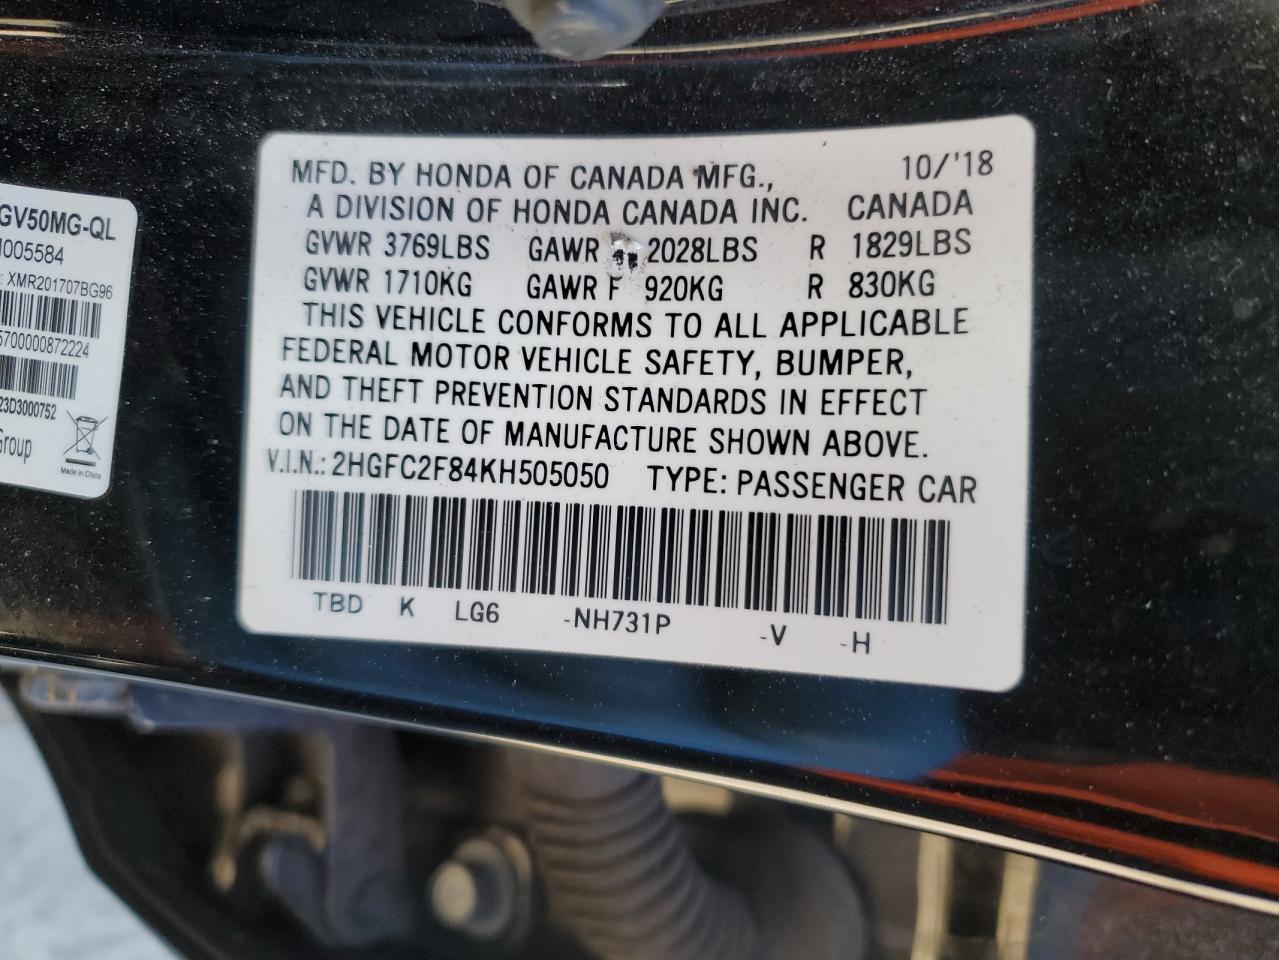 GV50MG-QL
005584
: XMR201707BG96
5700000872224
23D3000752
Group
Made in China
MFD. BY HONDA OF CANADA MFG., 10/'18
A DIVISION OF HONDA CANADA INC. CANADA
GVWR 3769LBS GAWR 2028LBS R 1829LBS
GVWR 1710KG GAWR F 920KG R 830KG
THIS VEHICLE CONFORMS TO ALL APPLICABLE
FEDERAL MOTOR VEHICLE SAFETY, BUMPER,
AND THEFT PREVENTION STANDARDS IN EFFECT
ON THE DATE OF MANUFACTURE SHOWN ABOVE.
V.I.N.: 2HGFC2F84KH505050 TYPE: PASSENGER CAR
TBD K LG6 -NH731P -V -H